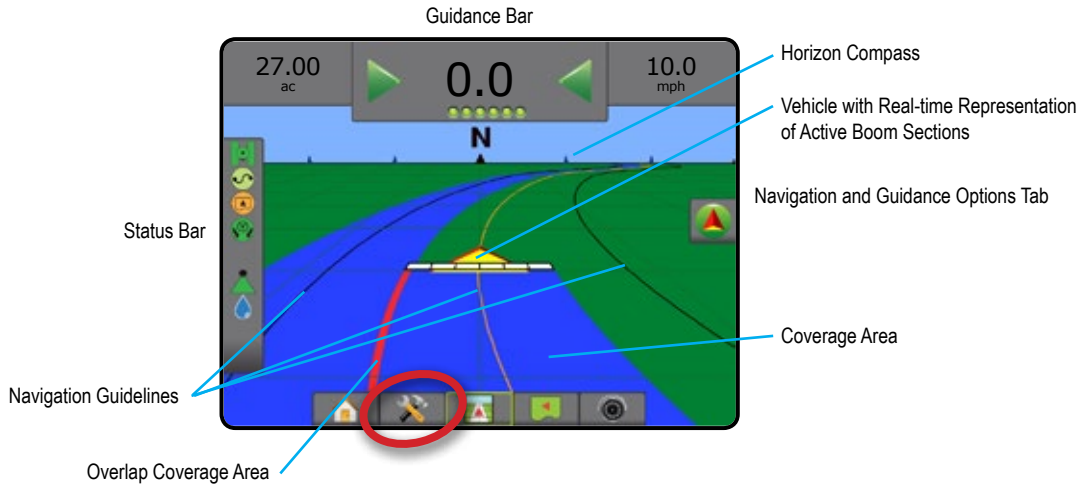 Guidance Bar
27.00
ac
0.0
10.0
mph
N
Horizon Compass
Vehicle with Real-time Representation
of Active Boom Sections
Navigation and Guidance Options Tab
Status Bar
Coverage Area
Navigation Guidelines
Overlap Coverage Area